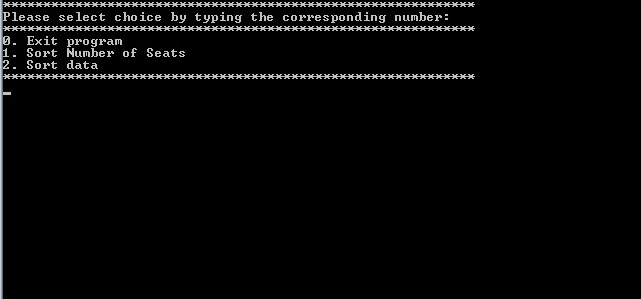 ***********************************************************
Please select choice by typing the corresponding number:
***********************************************************
0. Exit program
1. Sort Number of Seats
2. Sort data
***********************************************************